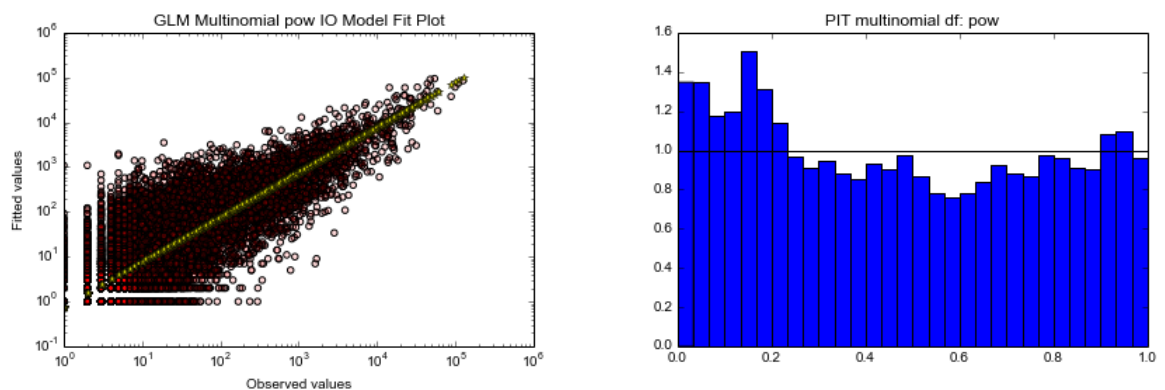 GLM Multinomial pow IO Model Fit Plot
10^6
10^5
10^4
10^3
10^2
10^1
10^0
10^-1
Fitted values
10^0 10^1 10^2 10^3 10^4 10^5 10^6
Observed values
PIT multinomial df: pow
1.6
1.4
1.2
1.0
0.8
0.6
0.4
0.2
0.0
0.0 0.2 0.4 0.6 0.8 1.0